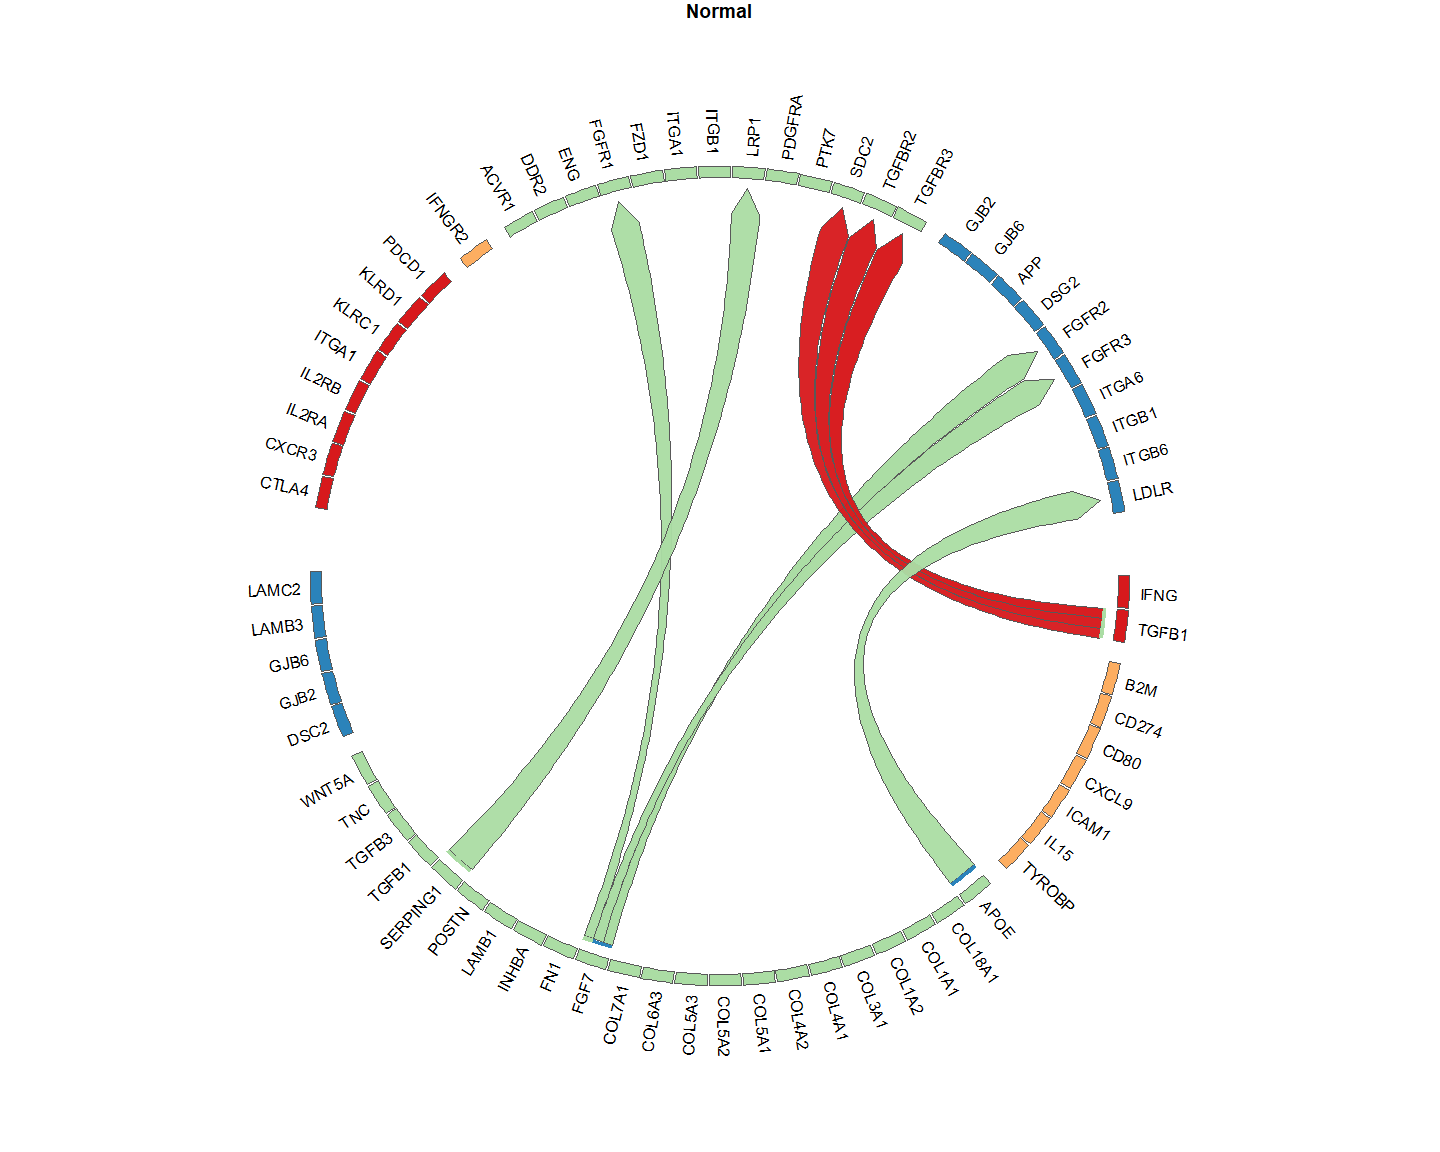 Normal
ACVR1
DDR2
ENG
FGFR1
FZD1
ITGA1
ITGB1
LRP1
PDGFRA
PTK7
SDC2
TGFBR2
TGFBR3
GJB2
GJB6
APP
DSG2
FGFR2
FGFR3
ITGA6
ITGB1
ITGB6
LDLR
IFNG
TGFB1
B2M
CD274
CD80
CXCL9
ICAM1
IL15
TYROBP
APOE
COL18A1
COL1A1
COL1A2
COL3A1
COL4A1
COL4A2
COL5A1
COL5A2
COL5A3
COL6A3
COL7A1
FGF7
FN1
INHBA
LAMB1
POSTN
SERPING1
TGFB1
TGFB3
TNC
WNT5A
DSC2
GJB2
GJB6
LAMB3
LAMC2
CTLA4
CXCR3
IL2RA
IL2RB
ITGA1
KLRC1
KLRD1
PDCD1
IFNGR2